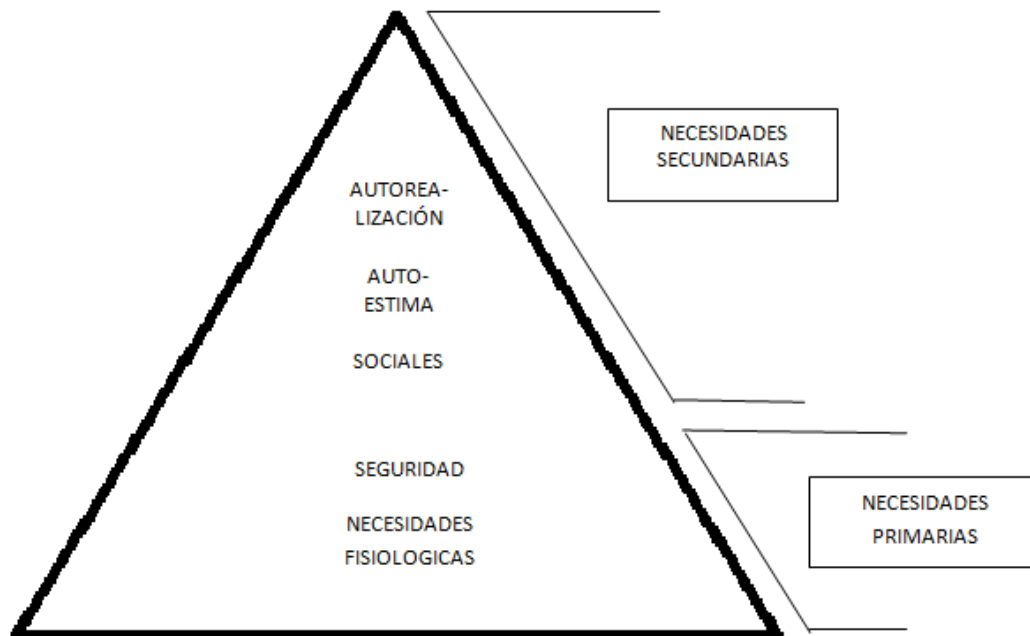 NECESIDADES
SECUNDARIAS
AUTOREA-
LIZACIÓN
AUTO-
ESTIMA
SOCIALES
SEGURIDAD
NECESIDADES
FISIOLOGICAS
NECESIDADES
PRIMARIAS